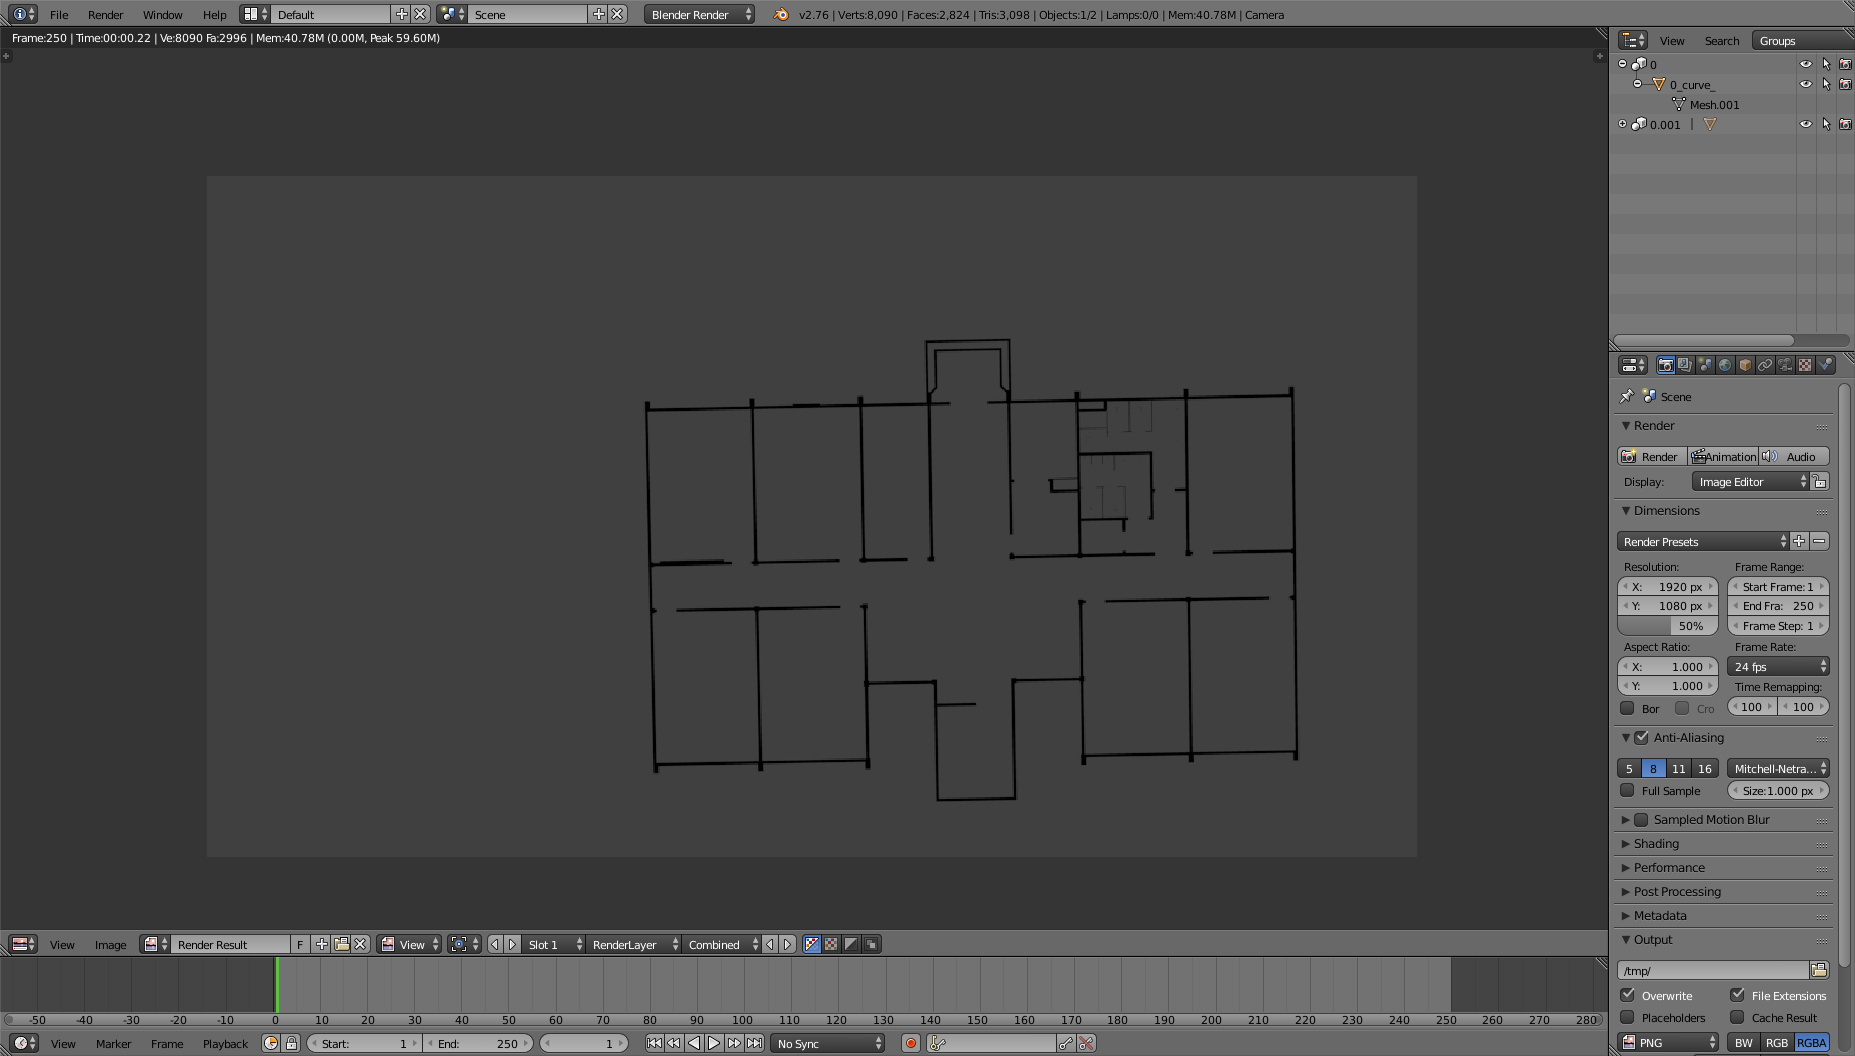 File Render Window Help Default Scene Blender Render v2.76 | Verts:8,090 | Faces:2,824 | Tris:3,098 | Objects:1/2 | Lamps:0/0 | Mem:40.78M | Camera
Frame:250 | Time:00:00.22 | Ve:8090 Fa:2996 | Mem:40.78M (0.00M, Peak 59.60M)
View Search Groups
0
0_curve_
Mesh.001
0.001 |
Scene
Render
Render Animation Audio
Display: Image Editor
Dimensions
Render Presets
Resolution: Frame Range:
X: 1920 px Start Frame: 1
Y: 1080 px End Fra: 250
50% Frame Step: 1
Aspect Ratio: Frame Rate:
X: 1.000 24 fps
Y: 1.000 Time Remapping:
Bor Cro 100 100
Anti-Aliasing
5 8 11 16 Mitchell-Netra...
Full Sample Size:1.000 px
Sampled Motion Blur
Shading
Performance
Post Processing
Metadata
Output
/tmp/
Overwrite File Extensions
Placeholders Cache Result
PNG BW RGB RGBA
View Image Render Result F View Slot 1 RenderLayer Combined
-50 -40 -30 -20 -10 0 10 20 30 40 50 60 70 80 90 100 110 120 130 140 150 160 170 180 190 200 210 220 230 240 250 260 270 280
View Marker Frame Playback Start: 1 End: 250 1 No Sync